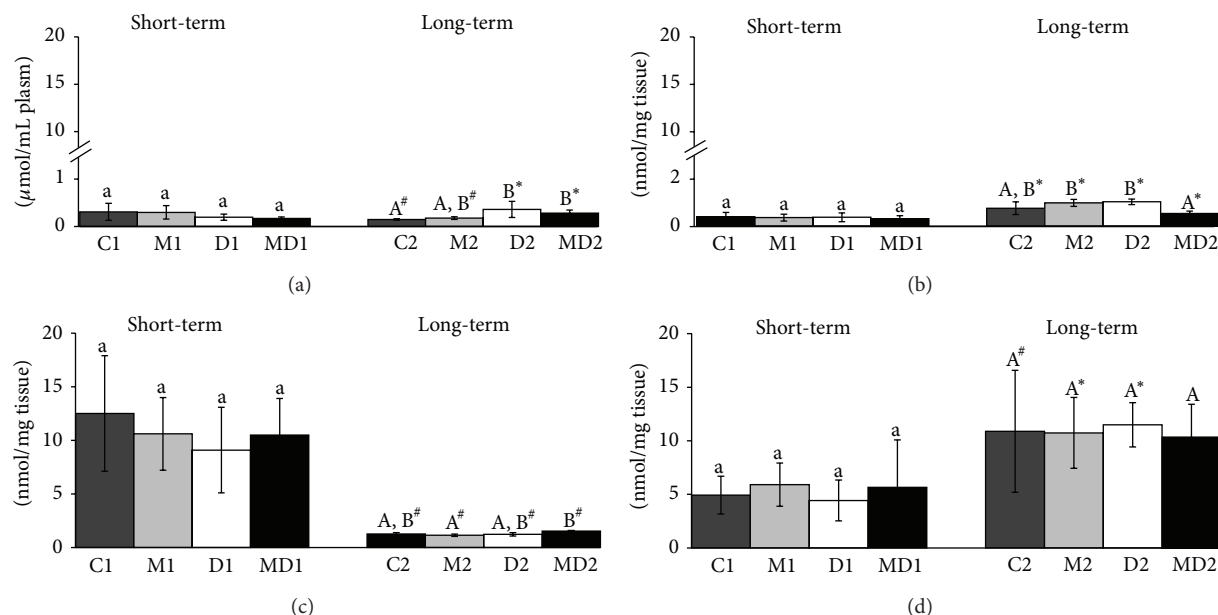 Short-term
Long-term
(μmol/mL plasm)
20
15
10
1
0
a
a
a
a
A#
A, B#
B*
B*
C1
M1
D1
MD1
C2
M2
D2
MD2
(a)
Short-term
Long-term
(nmol/mg tissue)
20
15
10
2
0
a
a
a
a
A, B*
B*
B*
A*
C1
M1
D1
MD1
C2
M2
D2
MD2
(b)
Short-term
Long-term
(nmol/mg tissue)
20
15
10
5
0
a
a
a
a
A, B#
A#
A, B#
B#
C1
M1
D1
MD1
C2
M2
D2
MD2
(c)
Short-term
Long-term
(nmol/mg tissue)
20
15
10
5
0
a
a
a
a
A#
A*
A*
A
C1
M1
D1
MD1
C2
M2
D2
MD2
(d)